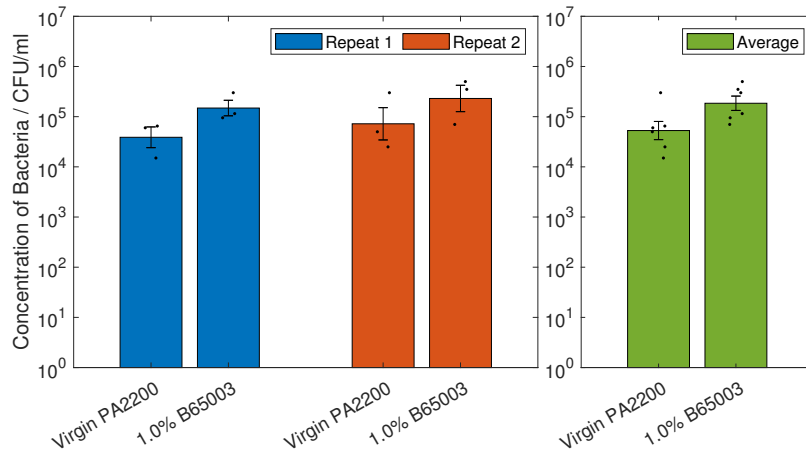 Concentration of Bacteria / CFU/ml
10^7
10^6
10^5
10^4
10^3
10^2
10^1
10^0
Repeat 1
Repeat 2
Virgin PA2200
1.0% B65003
Virgin PA2200
1.0% B65003
10^7
10^6
10^5
10^4
10^3
10^2
10^1
10^0
Average
Virgin PA2200
1.0% B65003